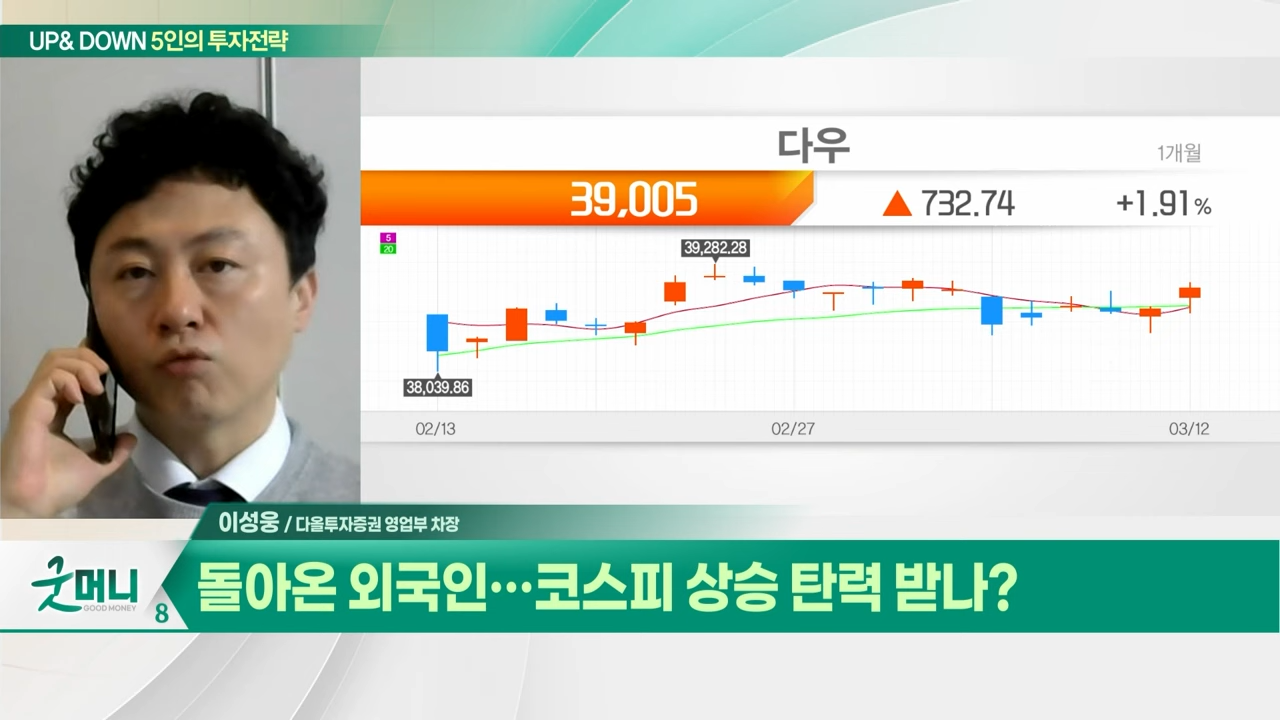 UP& DOWN 5인의 투자전략
다우
1개월
39,005 ▲ 732.74 +1.91%
5
20
39,282.28
38,039.86
02/13 02/27 03/12
이성웅 / 다올투자증권 영업부 차장
굿머니
GOOD MONEY
8
돌아온 외국인…코스피 상승 탄력 받나?